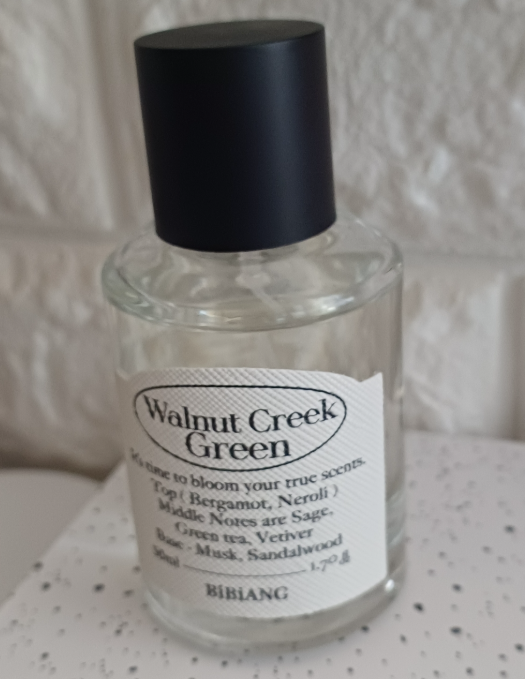 Walnut Creek
Green
It's time to bloom your true scents.
Top ( Bergamot, Neroli )
Middle Notes are Sage,
Green tea, Vetiver
Base - Musk, Sandalwood
50ml 1.70 fl
BiBiANG